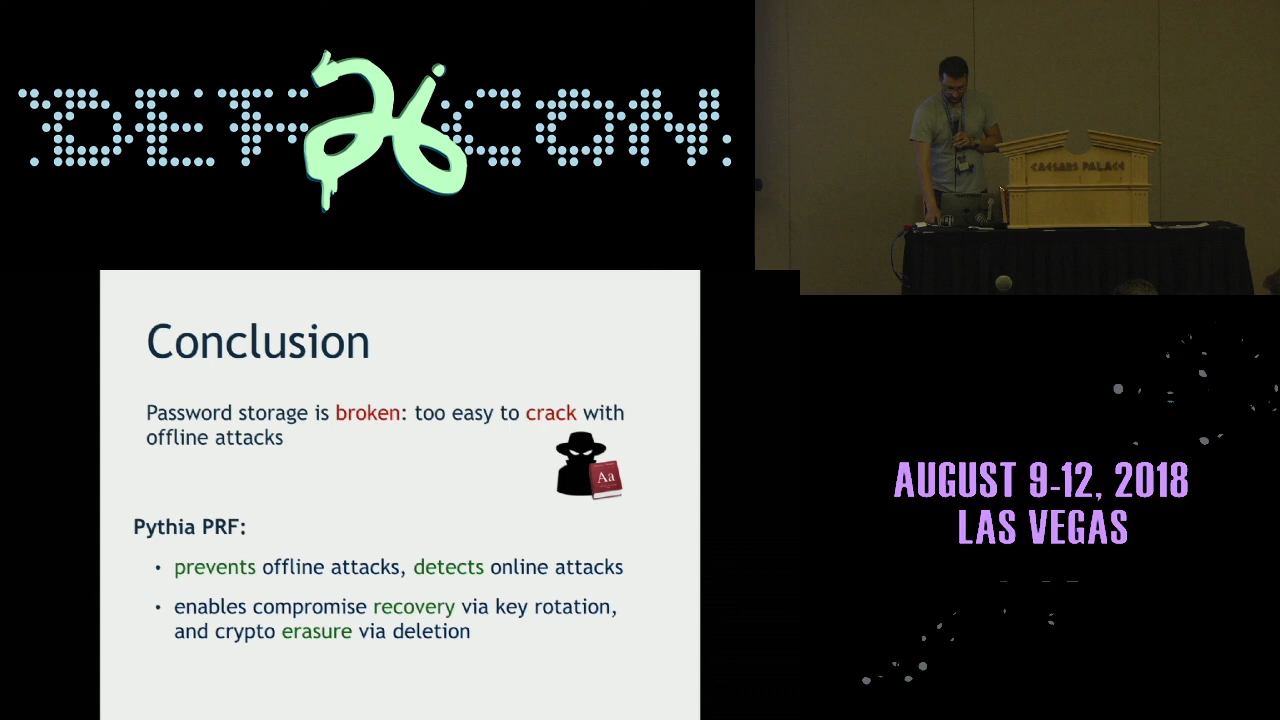 DEF 26 CON
CAESARS PALACE
Conclusion
Password storage is broken: too easy to crack with
offline attacks
Aa
Pythia PRF:
• prevents offline attacks, detects online attacks
• enables compromise recovery via key rotation,
and crypto erasure via deletion
AUGUST 9-12, 2018
LAS VEGAS